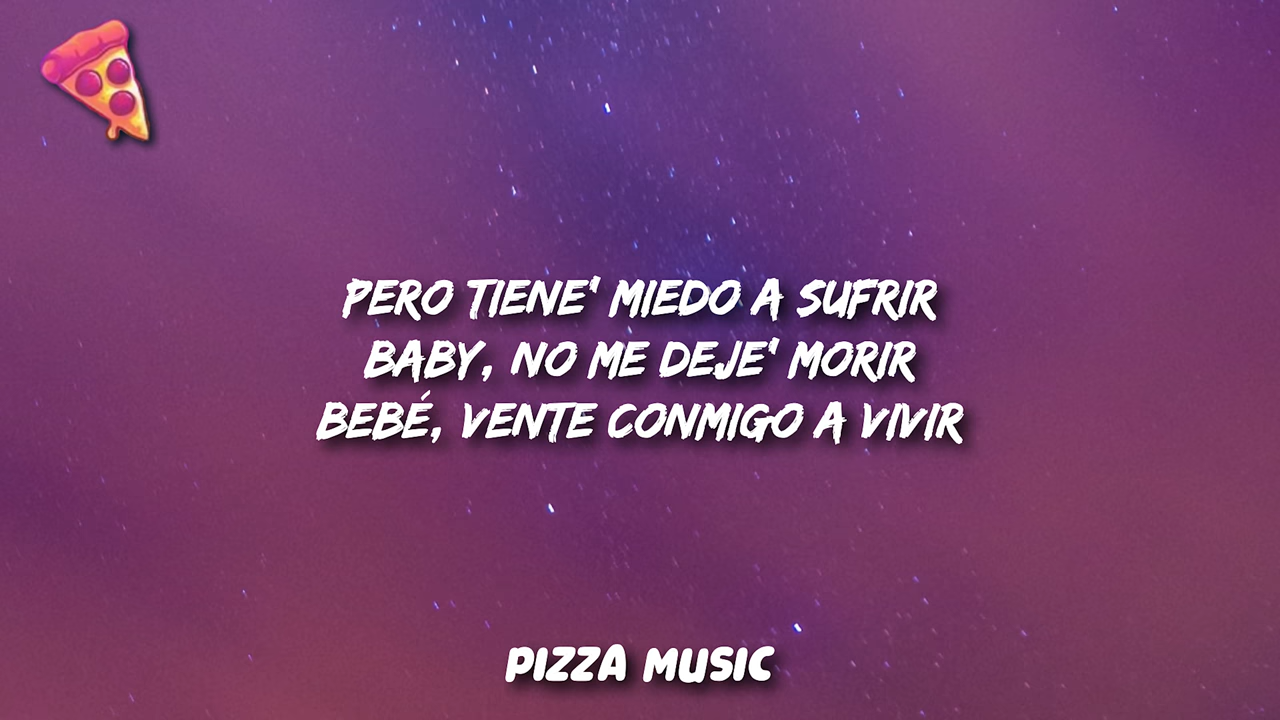 PERO TIENE' MIEDO A SUFRIR
BABY, NO ME DEJE' MORIR
BEBÉ, VENTE CONMIGO A VIVIR
PIZZA MUSIC